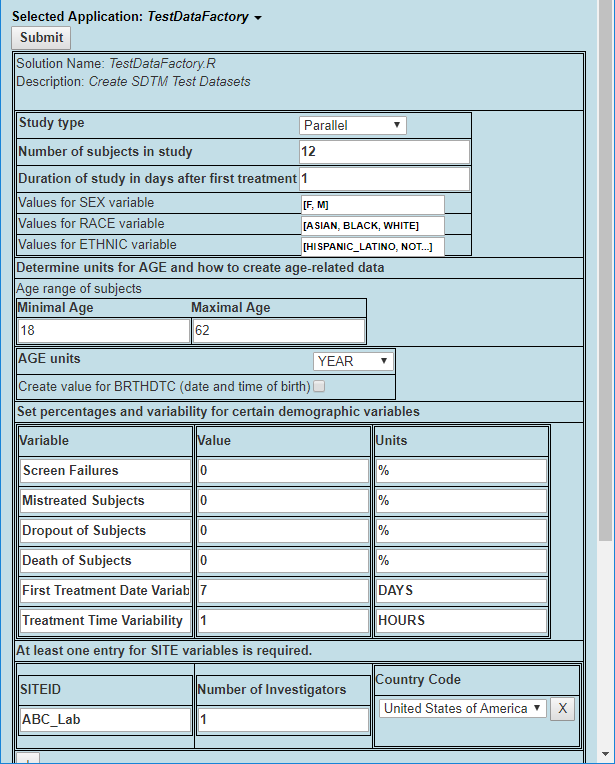 Selected Application: TestDataFactory
Submit
Solution Name: TestDataFactory.R
Description: Create SDTM Test Datasets
Study type Parallel
Number of subjects in study 12
Duration of study in days after first treatment 1
Values for SEX variable [F, M]
Values for RACE variable [ASIAN, BLACK, WHITE]
Values for ETHNIC variable [HISPANIC_LATINO, NOT...]
Determine units for AGE and how to create age-related data
Age range of subjects
Minimal Age Maximal Age
18 62
AGE units YEAR
Create value for BRTHDTC (date and time of birth)
Set percentages and variability for certain demographic variables
Variable Value Units
Screen Failures 0 %
Mistreated Subjects 0 %
Dropout of Subjects 0 %
Death of Subjects 0 %
First Treatment Date Variab 7 DAYS
Treatment Time Variability 1 HOURS
At least one entry for SITE variables is required.
SITEID Number of Investigators Country Code
ABC_Lab 1 United States of America X